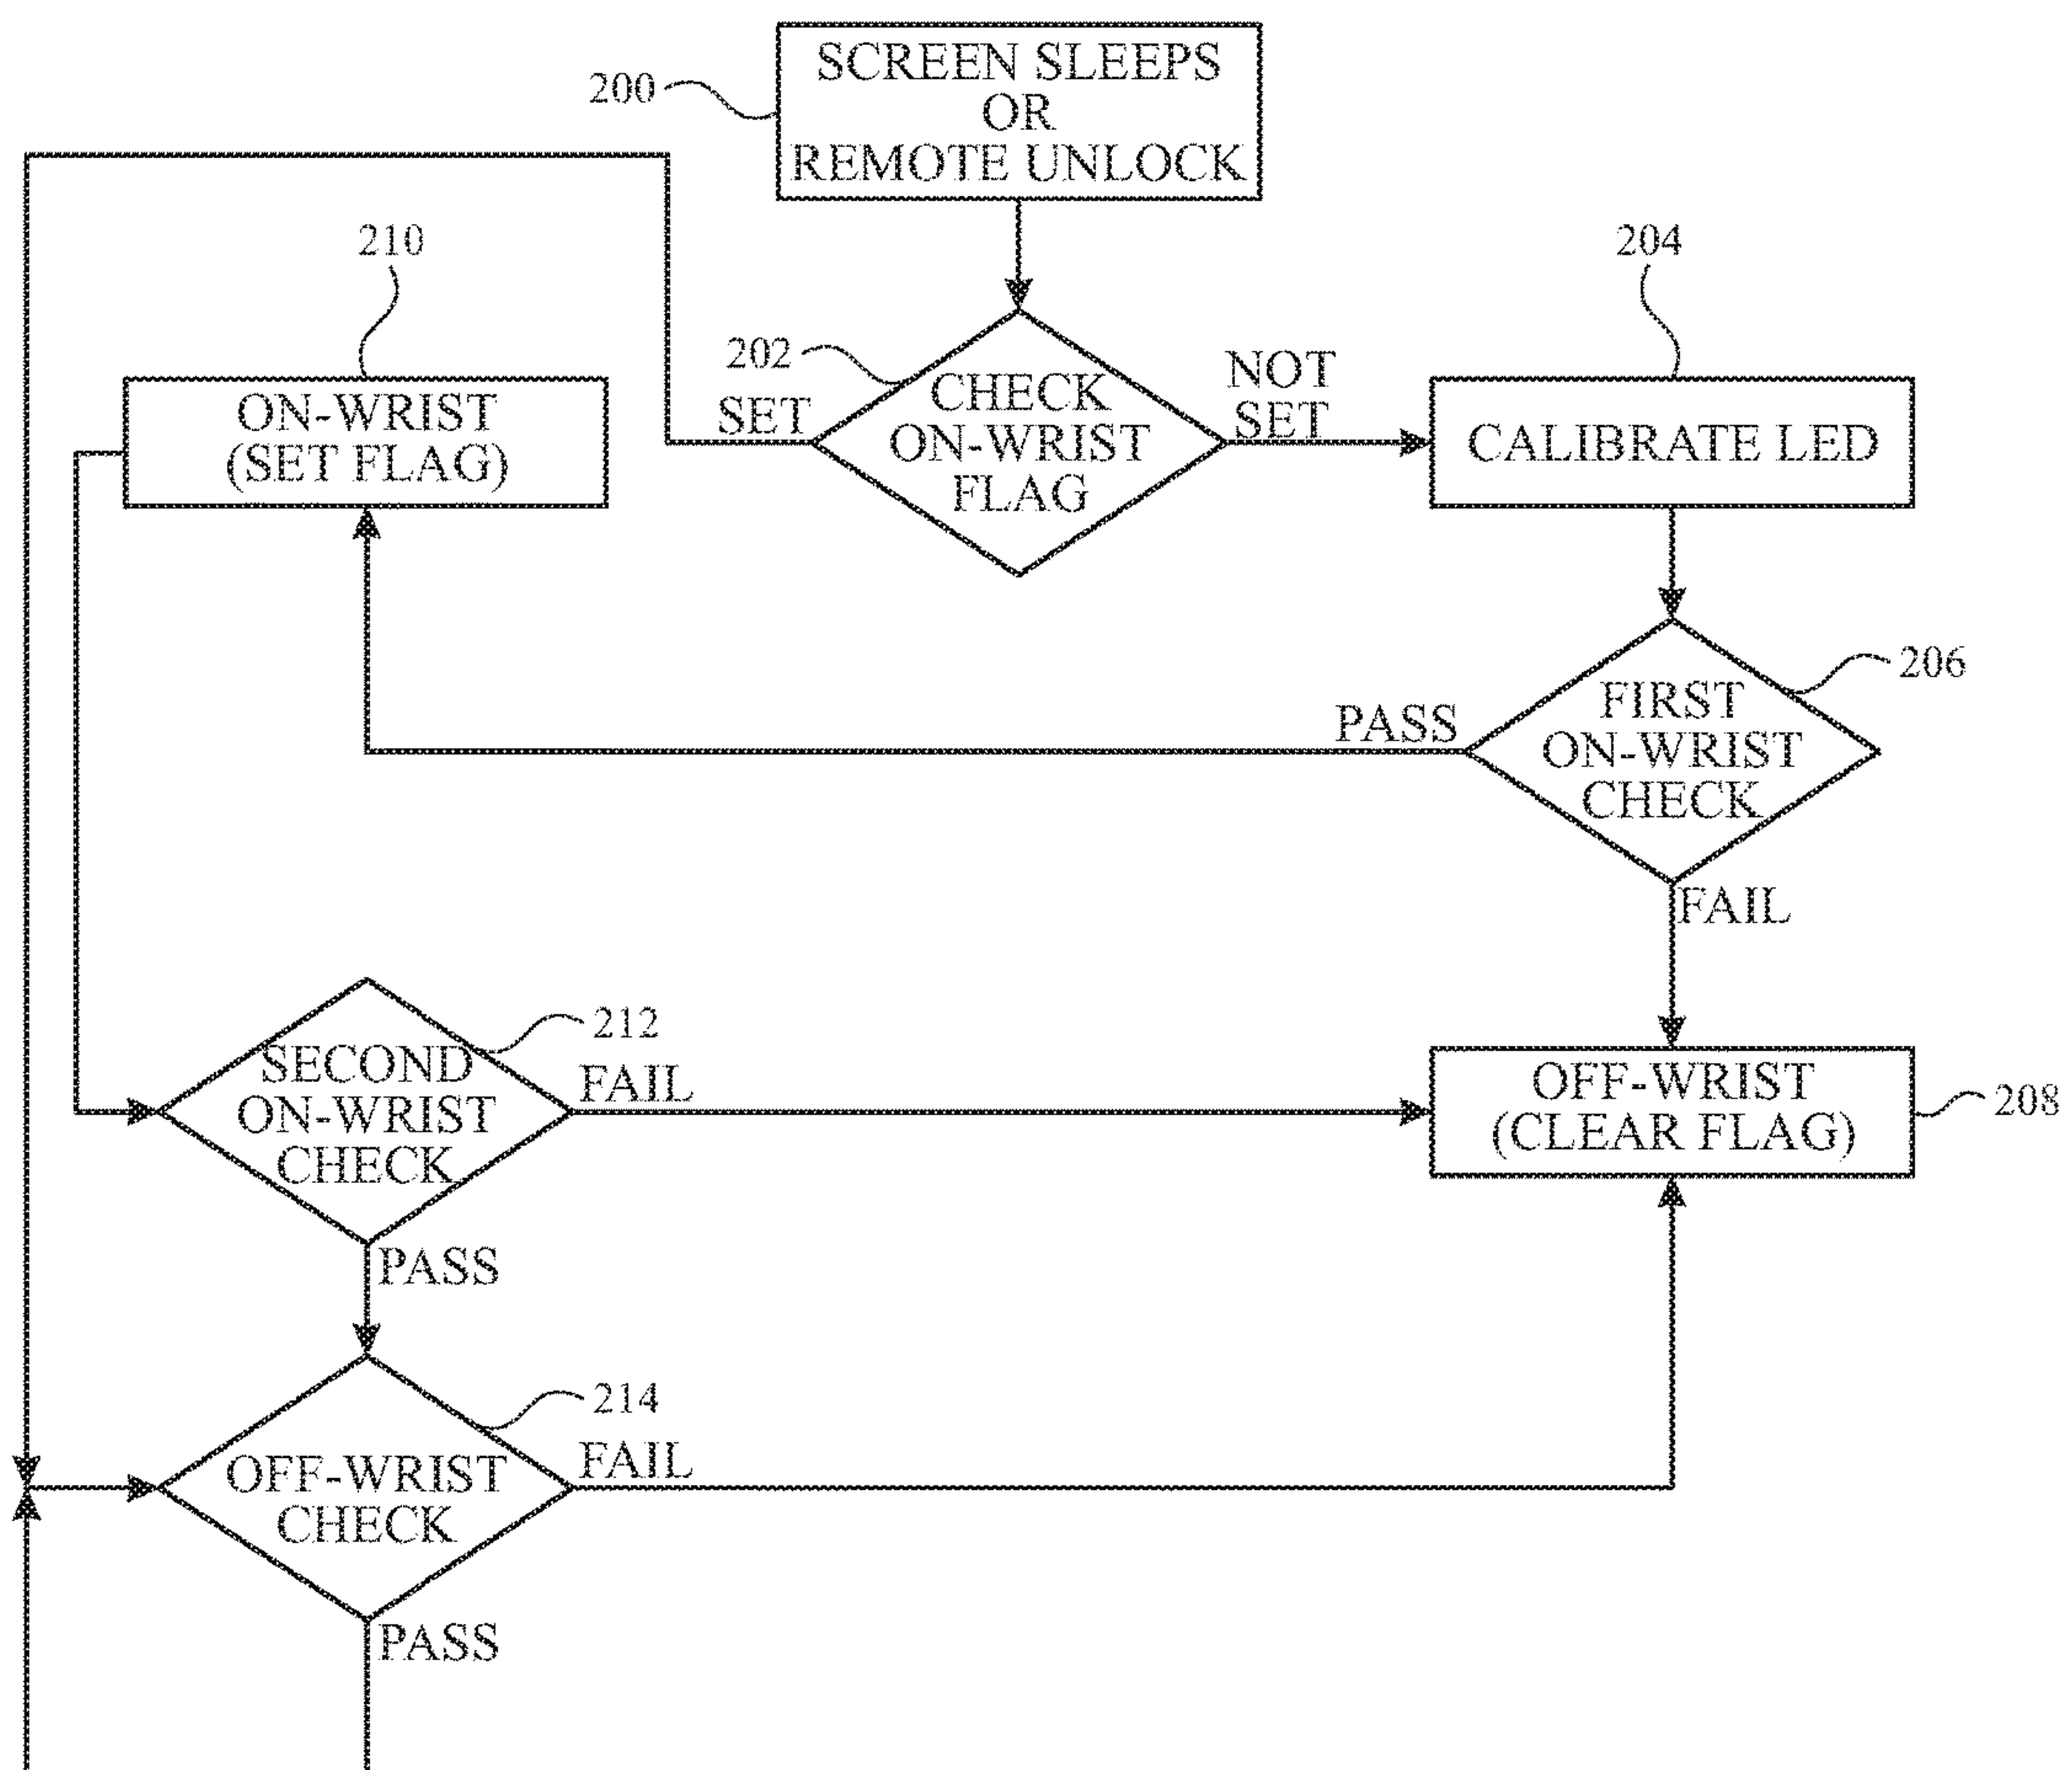 200
SCREEN SLEEPS
OR
REMOTE UNLOCK
210
204
202
SET
CHECK
ON-WRIST
FLAG
NOT
SET
ON-WRIST
(SET FLAG)
CALIBRATE LED
206
PASS
FIRST
ON-WRIST
CHECK
FAIL
212
SECOND
ON-WRIST
CHECK
FAIL
OFF-WRIST
(CLEAR FLAG)
208
PASS
214
OFF-WRIST
CHECK
FAIL
PASS